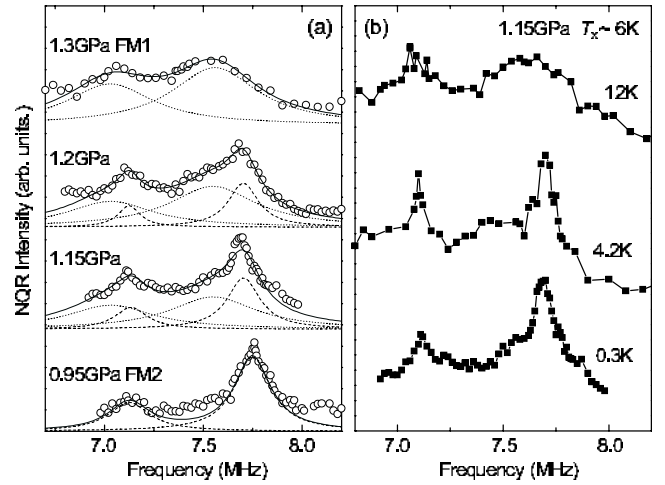 (a)
1.3GPa FM1
1.2GPa
1.15GPa
0.95GPa FM2
NQR Intensity (arb. units.)
7.0 7.5 8.0
Frequency (MHz)
(b)
1.15GPa Tx~ 6K
12K
4.2K
0.3K
7.0 7.5 8.0
Frequency (MHz)